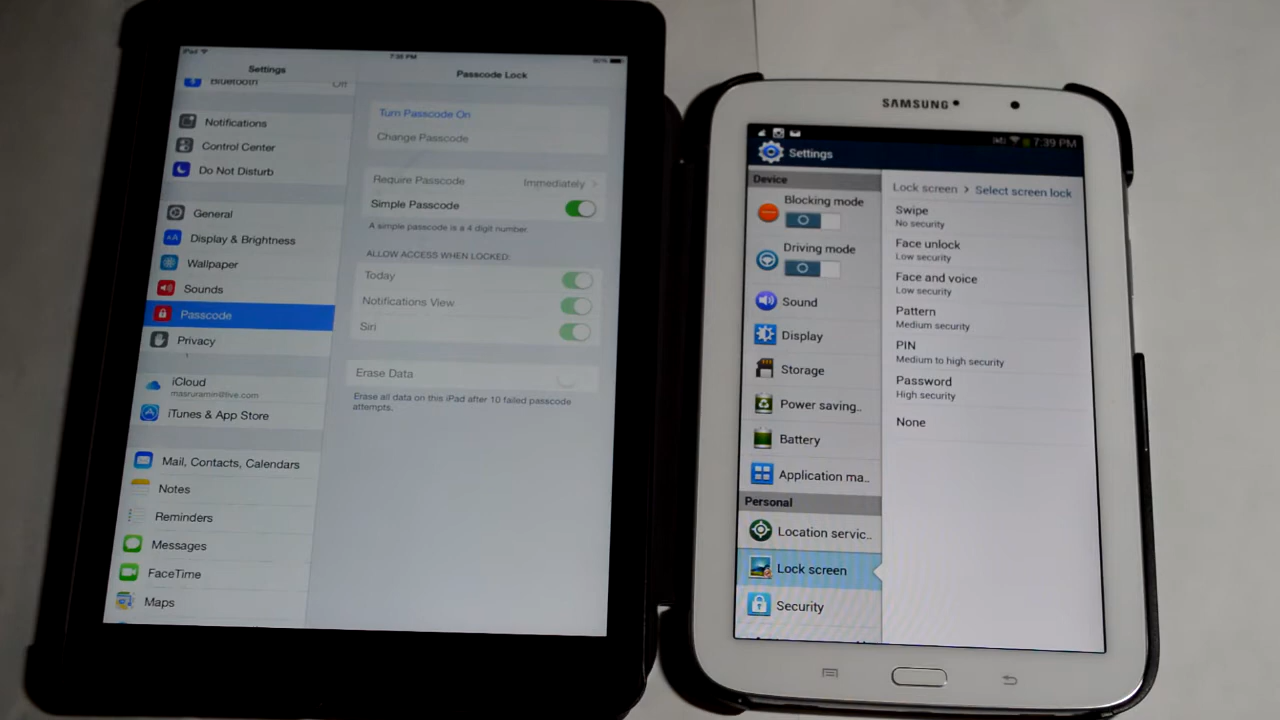 iPad
7:38 PM
Settings
Bluetooth Off
Notifications
Control Center
Do Not Disturb
General
Display & Brightness
Wallpaper
Sounds
Passcode
Privacy
iCloud
masruramin@live.com
iTunes & App Store
Mail, Contacts, Calendars
Notes
Reminders
Messages
FaceTime
Maps
Passcode Lock
Turn Passcode On
Change Passcode
Require Passcode Immediately >
Simple Passcode
A simple passcode is a 4 digit number.
ALLOW ACCESS WHEN LOCKED:
Today
Notifications View
Siri
Erase Data
Erase all data on this iPad after 10 failed passcode
attempts.
SAMSUNG
7:39 PM
Settings
Device
Blocking mode
Driving mode
Sound
Display
Storage
Power saving..
Battery
Application ma..
Personal
Location servic..
Lock screen
Security
Lock screen > Select screen lock
Swipe
No security
Face unlock
Low security
Face and voice
Low security
Pattern
Medium security
PIN
Medium to high security
Password
High security
None